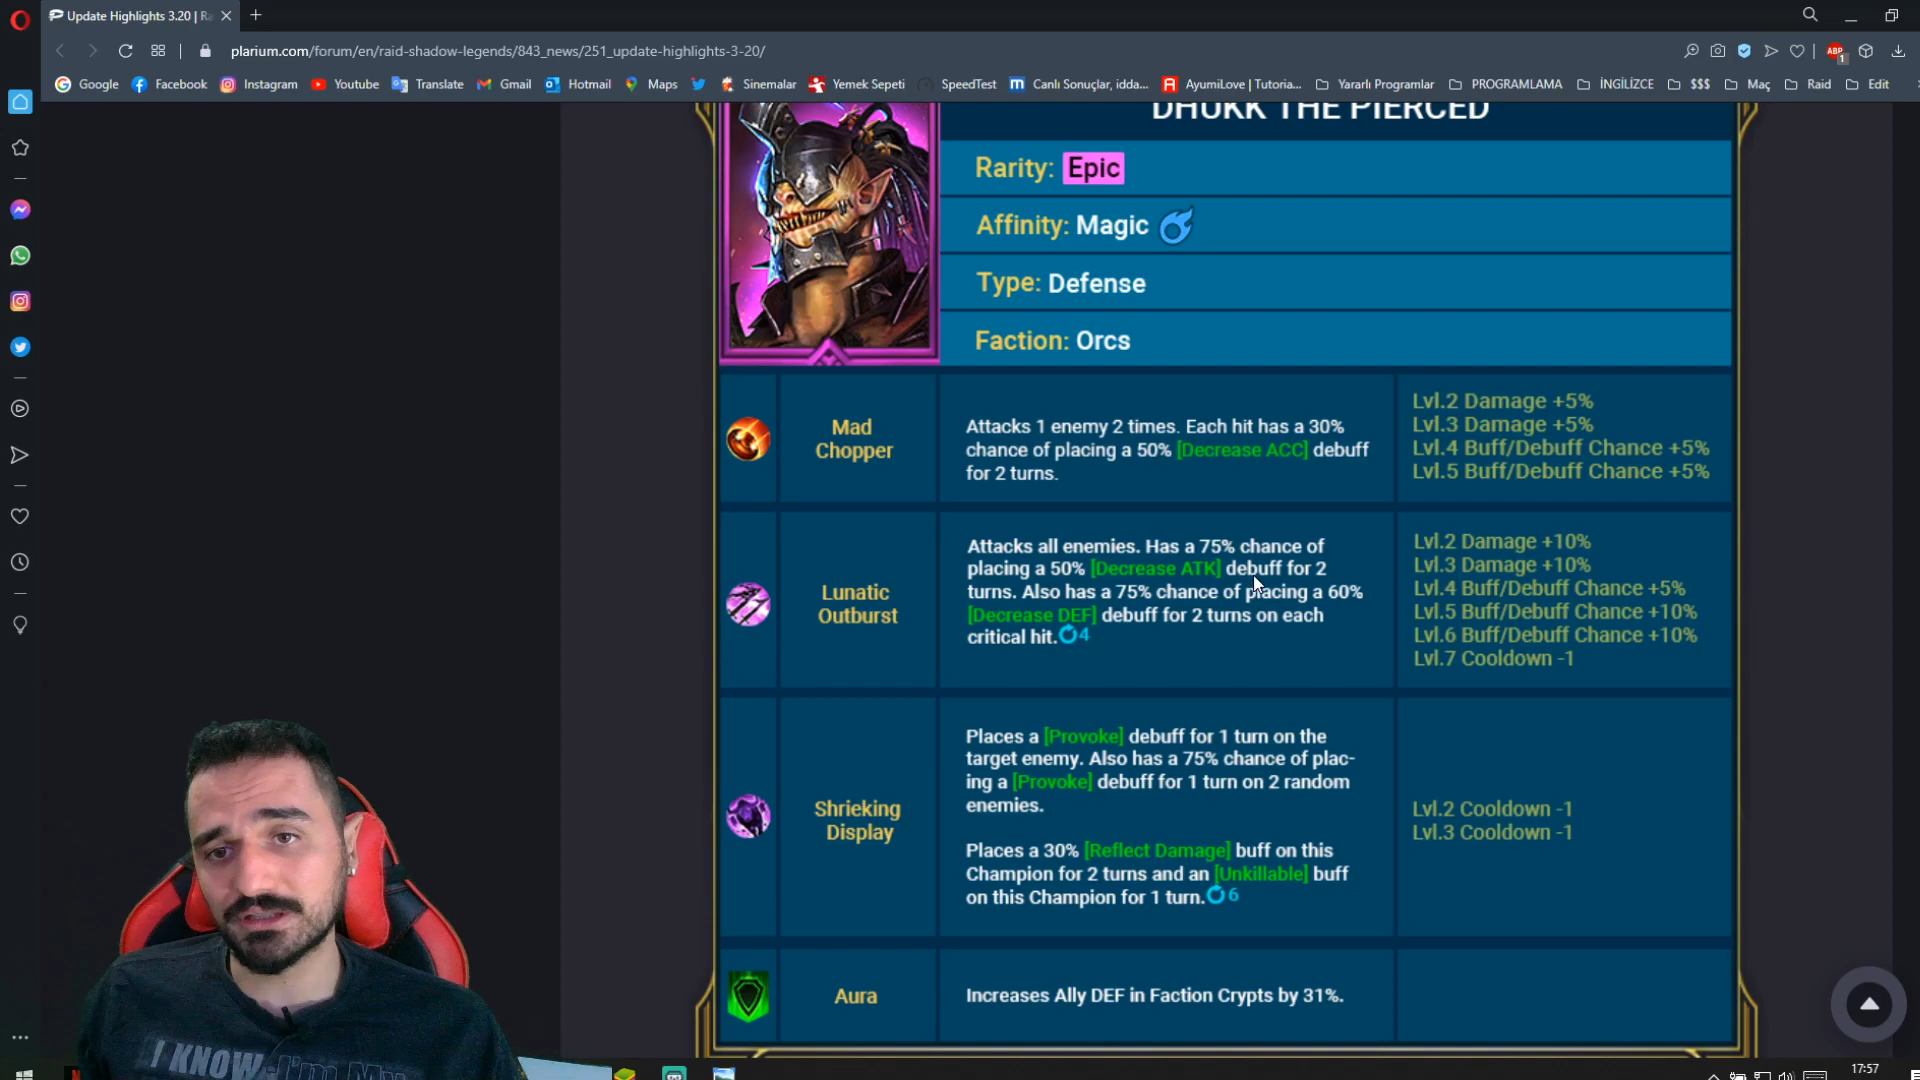 Update Highlights 3.20 | Ra
plarium.com/forum/en/raid-shadow-legends/843_news/251_update-highlights-3-20/
ABP
1
Google
Facebook
Instagram
Youtube
Translate
Gmail
Hotmail
Maps
Sinemalar
Yemek Sepeti
SpeedTest
Canlı Sonuçlar, idda...
AyumiLove | Tutoria...
Yararlı Programlar
PROGRAMLAMA
İNGİLİZCE
$$$
Maç
Raid
Edit
DHUKK THE PIERCED
Rarity: Epic
Affinity: Magic
Type: Defense
Faction: Orcs
Mad
Chopper
Attacks 1 enemy 2 times. Each hit has a 30%
chance of placing a 50% [Decrease ACC] debuff
for 2 turns.
Lvl.2 Damage +5%
Lvl.3 Damage +5%
Lvl.4 Buff/Debuff Chance +5%
Lvl.5 Buff/Debuff Chance +5%
Lunatic
Outburst
Attacks all enemies. Has a 75% chance of
placing a 50% [Decrease ATK] debuff for 2
turns. Also has a 75% chance of placing a 60%
[Decrease DEF] debuff for 2 turns on each
critical hit. 4
Lvl.2 Damage +10%
Lvl.3 Damage +10%
Lvl.4 Buff/Debuff Chance +5%
Lvl.5 Buff/Debuff Chance +10%
Lvl.6 Buff/Debuff Chance +10%
Lvl.7 Cooldown -1
Shrieking
Display
Places a [Provoke] debuff for 1 turn on the
target enemy. Also has a 75% chance of plac-
ing a [Provoke] debuff for 1 turn on 2 random
enemies.
Places a 30% [Reflect Damage] buff on this
Champion for 2 turns and an [Unkillable] buff
on this Champion for 1 turn. 6
Lvl.2 Cooldown -1
Lvl.3 Cooldown -1
Aura
Increases Ally DEF in Faction Crypts by 31%.
I KNOW I'm My
17:57